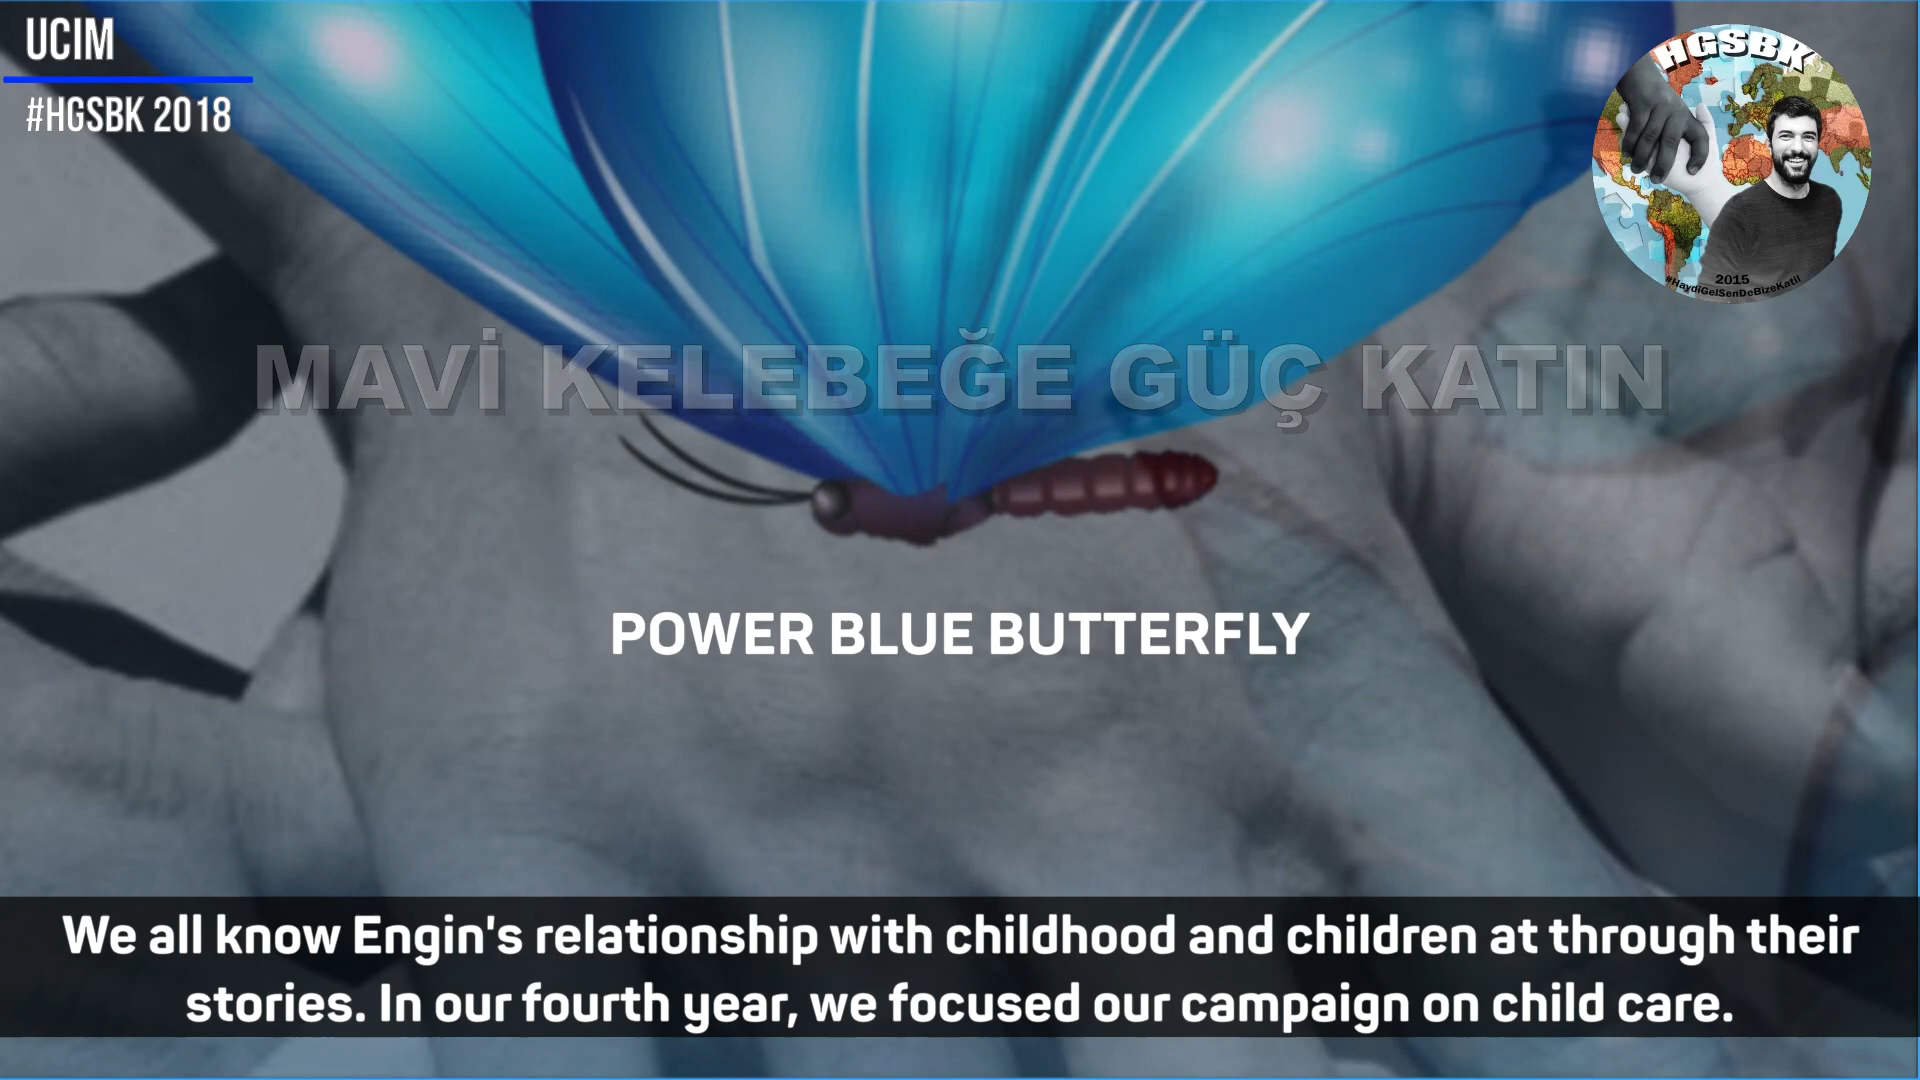 UCIM
#HGSBK 2018
HGSBK
2015
#HaydiGelSenDeBizeKatil
MAVİ KELEBEĞE GÜÇ KATIN
POWER BLUE BUTTERFLY
We all know Engin's relationship with childhood and children at through their
stories. In our fourth year, we focused our campaign on child care.